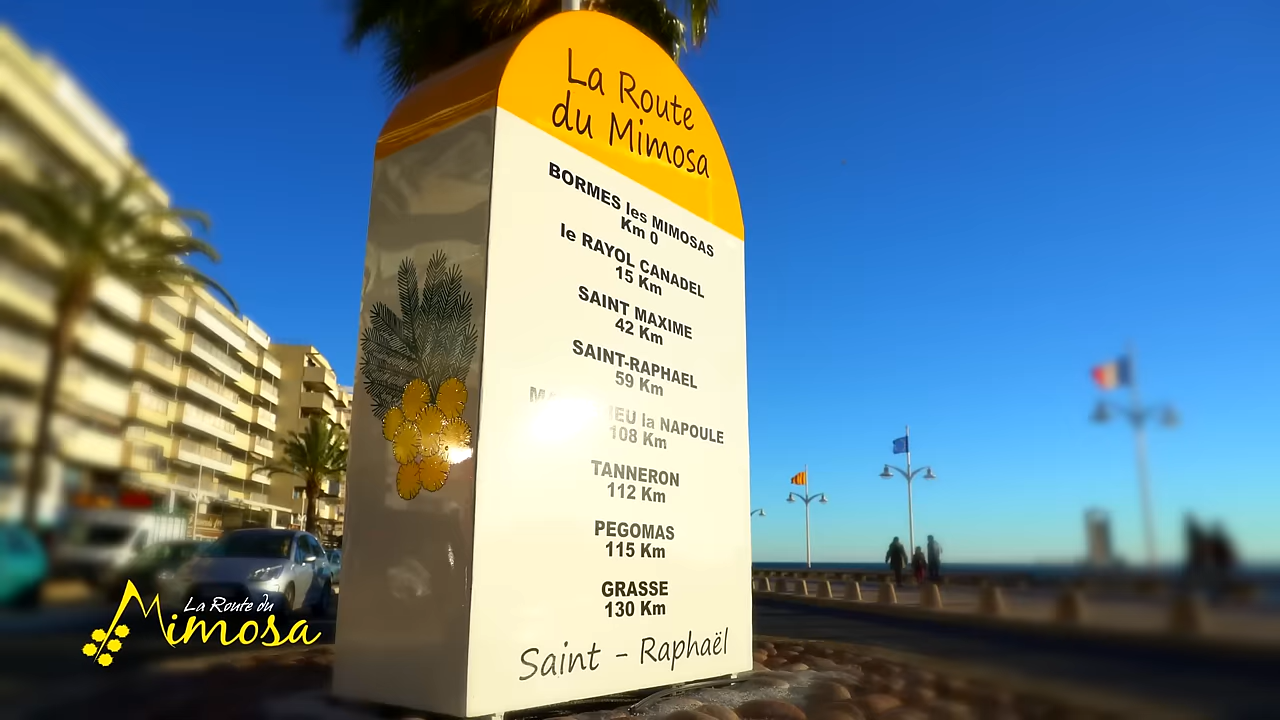 La Route
du Mimosa
BORMES les MIMOSAS
Km 0
le RAYOL CANADEL
15 Km
SAINT MAXIME
42 Km
SAINT-RAPHAEL
59 Km
la NAPOULE
108 Km
TANNERON
112 Km
PEGOMAS
115 Km
GRASSE
130 Km
Saint - Raphaël
La Route du
Mimosa